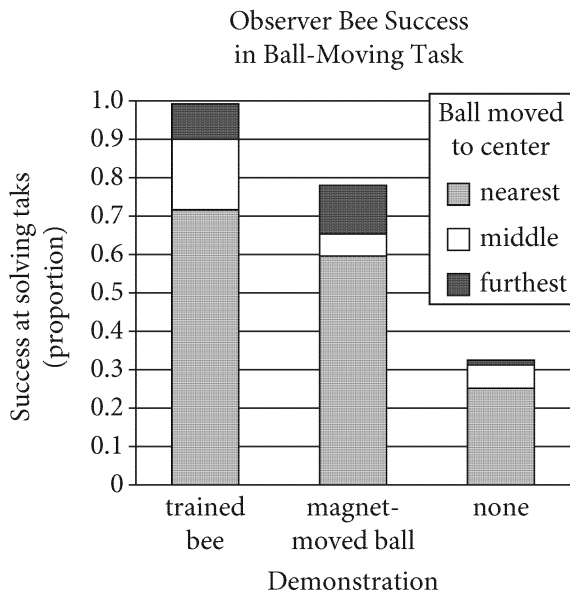 Observer Bee Success
in Ball-Moving Task
Success at solving taks
(proportion)
1.0
0.9
0.8
0.7
0.6
0.5
0.4
0.3
0.2
0.1
0
Ball moved
to center
nearest
middle
furthest
trained
bee
magnet-
moved ball
none
Demonstration